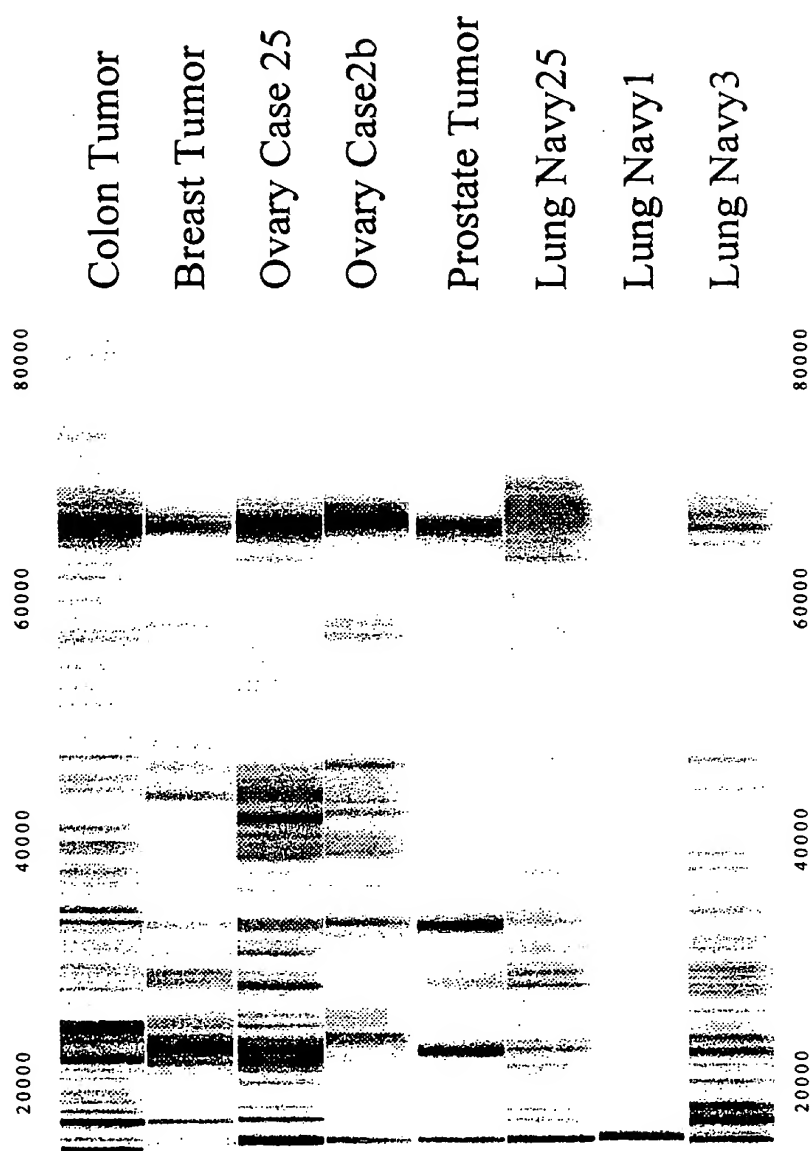 Colon Tumor
Breast Tumor
Ovary Case 25
Ovary Case2b
Prostate Tumor
Lung Navy25
Lung Navy1
Lung Navy3
80000
60000
40000
20000
80000
60000
40000
20000